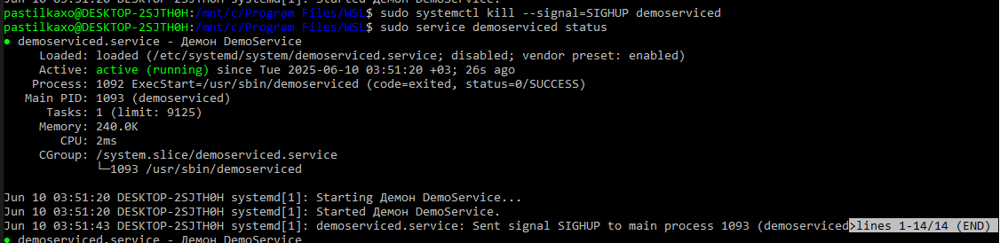 Jun 10 03:51:20 DESKTOP-2SJTH0H systemd[1]: Started Демон DemoService.
pastilkaxo@DESKTOP-2SJTH0H:/mnt/c/Program Files/WSL$ sudo systemctl kill --signal=SIGHUP demoserviced
pastilkaxo@DESKTOP-2SJTH0H:/mnt/c/Program Files/WSL$ sudo service demoserviced status
● demoserviced.service - Демон DemoService
Loaded: loaded (/etc/systemd/system/demoserviced.service; disabled; vendor preset: enabled)
Active: active (running) since Tue 2025-06-10 03:51:20 +03; 26s ago
Process: 1092 ExecStart=/usr/sbin/demoserviced (code=exited, status=0/SUCCESS)
Main PID: 1093 (demoserviced)
Tasks: 1 (limit: 9125)
Memory: 240.0K
CPU: 2ms
CGroup: /system.slice/demoserviced.service
└─1093 /usr/sbin/demoserviced
Jun 10 03:51:20 DESKTOP-2SJTH0H systemd[1]: Starting Демон DemoService...
Jun 10 03:51:20 DESKTOP-2SJTH0H systemd[1]: Started Демон DemoService.
Jun 10 03:51:43 DESKTOP-2SJTH0H systemd[1]: demoserviced.service: Sent signal SIGHUP to main process 1093 (demoserviced>lines 1-14/14 (END)
● demoserviced.service - Демон DemoService